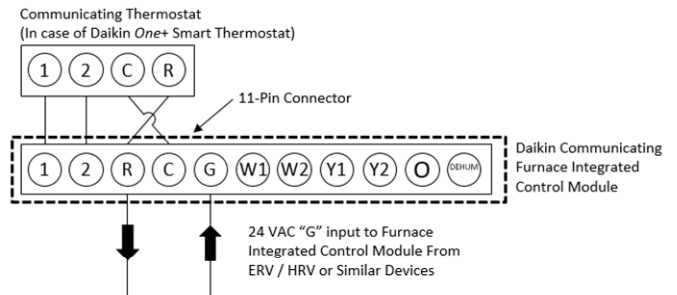 Communicating Thermostat
(In case of Daikin One+ Smart Thermostat)
1 2 C R
11-Pin Connector
1 2 R C G W1 W2 Y1 Y2 O DEHUM
Daikin Communicating
Furnace Integrated
Control Module
24 VAC “G” input to Furnace
Integrated Control Module From
ERV / HRV or Similar Devices